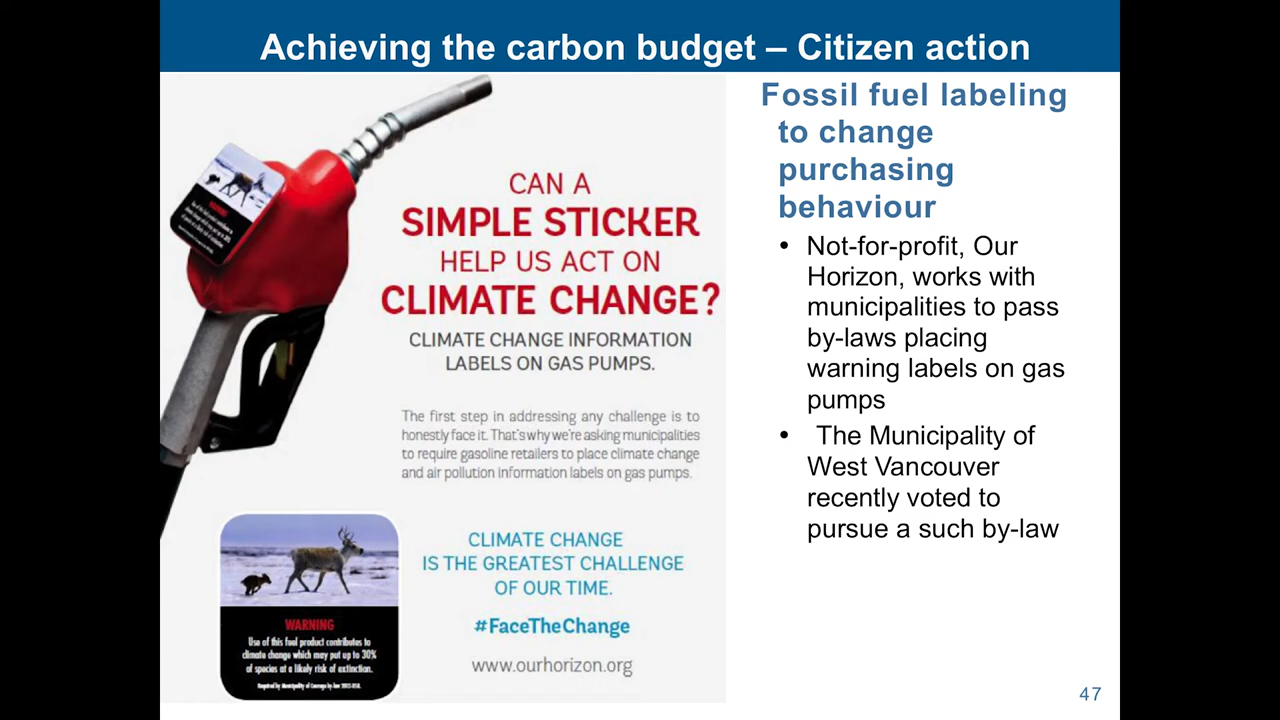 Achieving the carbon budget – Citizen action
CAN A
SIMPLE STICKER
HELP US ACT ON
CLIMATE CHANGE?
CLIMATE CHANGE INFORMATION
LABELS ON GAS PUMPS.
The first step in addressing any challenge is to
honestly face it. That's why we're asking municipalities
to require gasoline retailers to place climate change
and air pollution information labels on gas pumps.
WARNING
Use of this fuel product contributes to
climate change which may put up to 30%
of species at a likely risk of extinction.
CLIMATE CHANGE
IS THE GREATEST CHALLENGE
OF OUR TIME.
#FaceTheChange
www.ourhorizon.org
Fossil fuel labeling
to change
purchasing
behaviour
• Not-for-profit, Our
Horizon, works with
municipalities to pass
by-laws placing
warning labels on gas
pumps
• The Municipality of
West Vancouver
recently voted to
pursue a such by-law
47